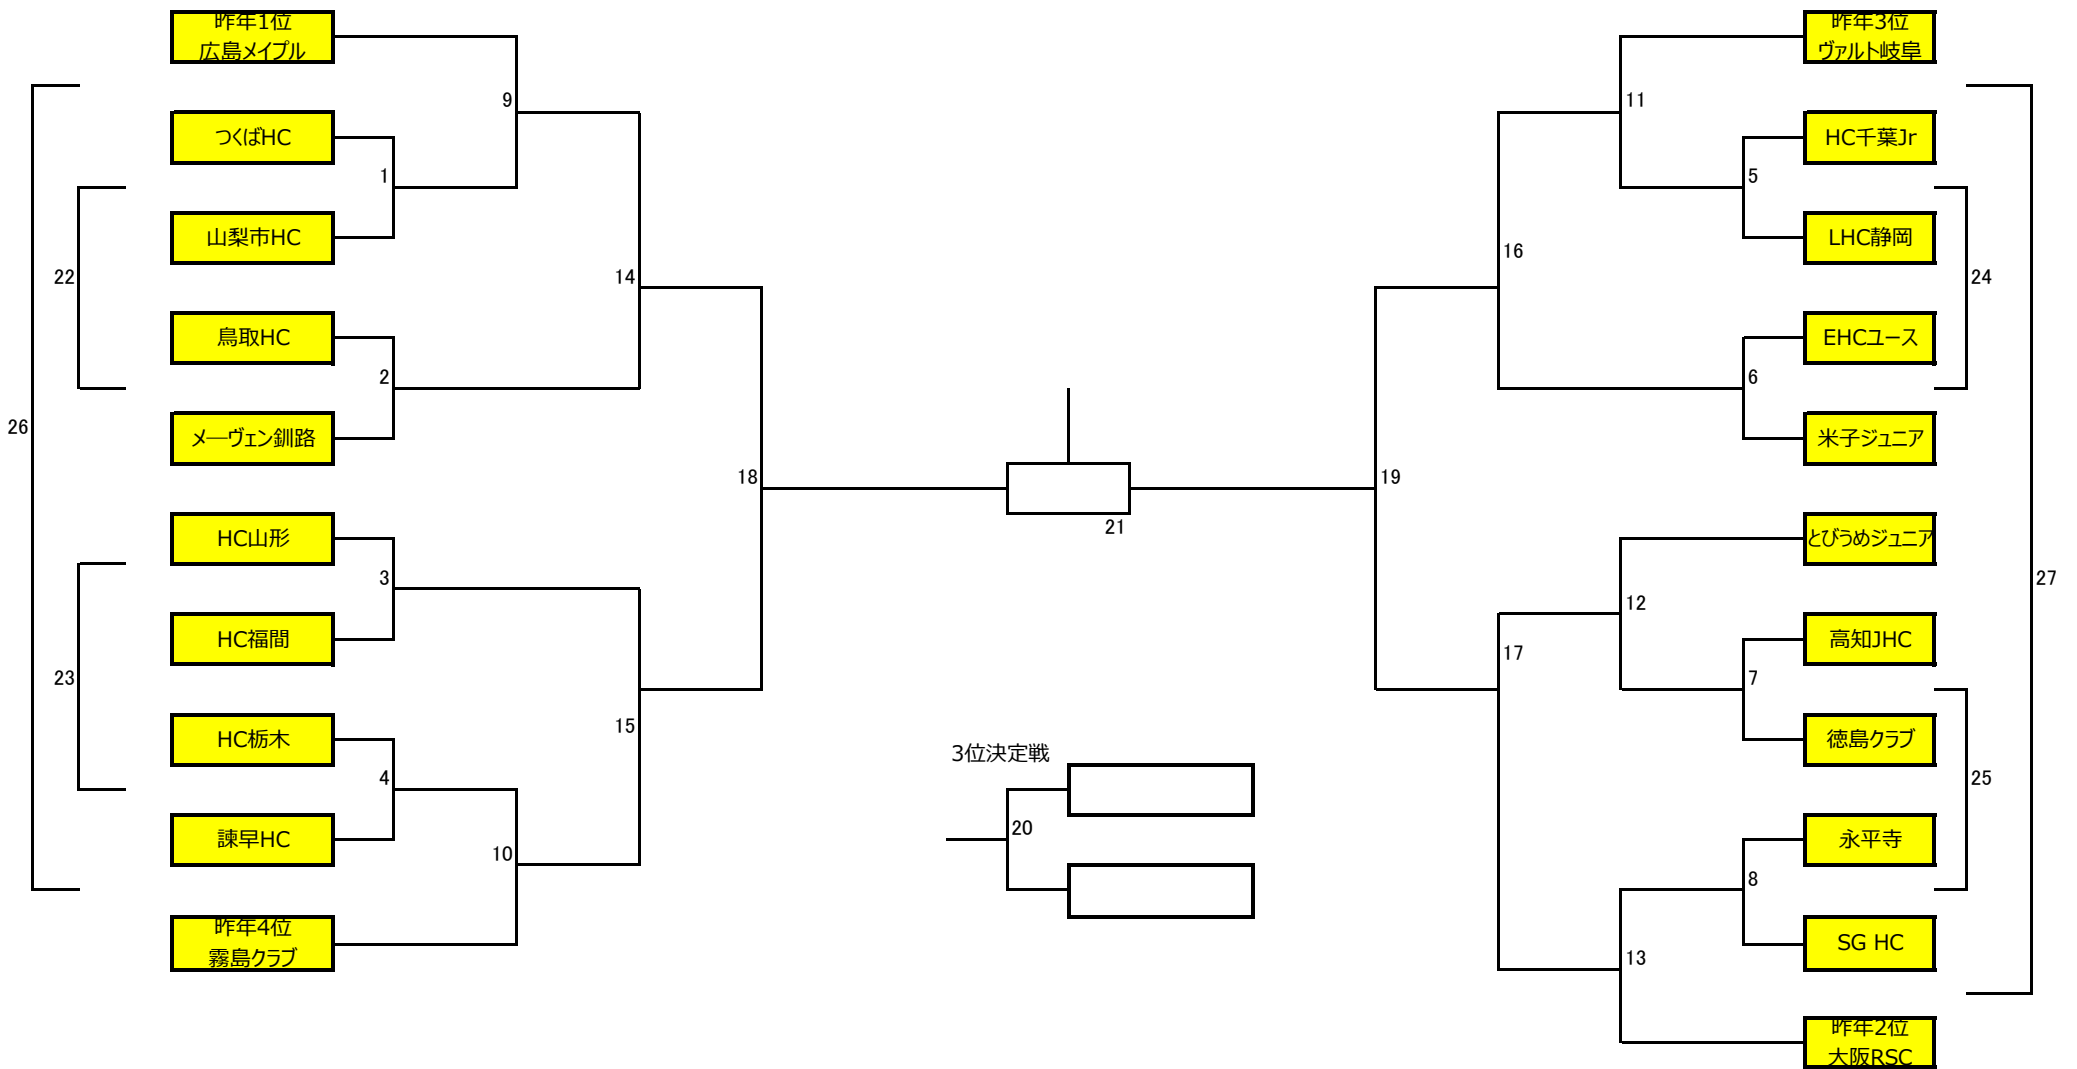 昨年1位
広島メイプル
昨年3位
ヴァルト岐阜
9
11
つくばHC
HC千葉Jr
1
5
山梨市HC
LHC静岡
16
22
14
24
鳥取HC
EHCユース
2
6
26
メーヴェン釧路
米子ジュニア
18
19
21
HC山形
とびうめジュニア
3
27
12
HC福間
高知JHC
17
23
7
15
HC栃木
徳島クラブ
3位決定戦
4
25
20
諫早HC
永平寺
10
8
昨年4位
霧島クラブ
SG HC
13
昨年2位
大阪RSC